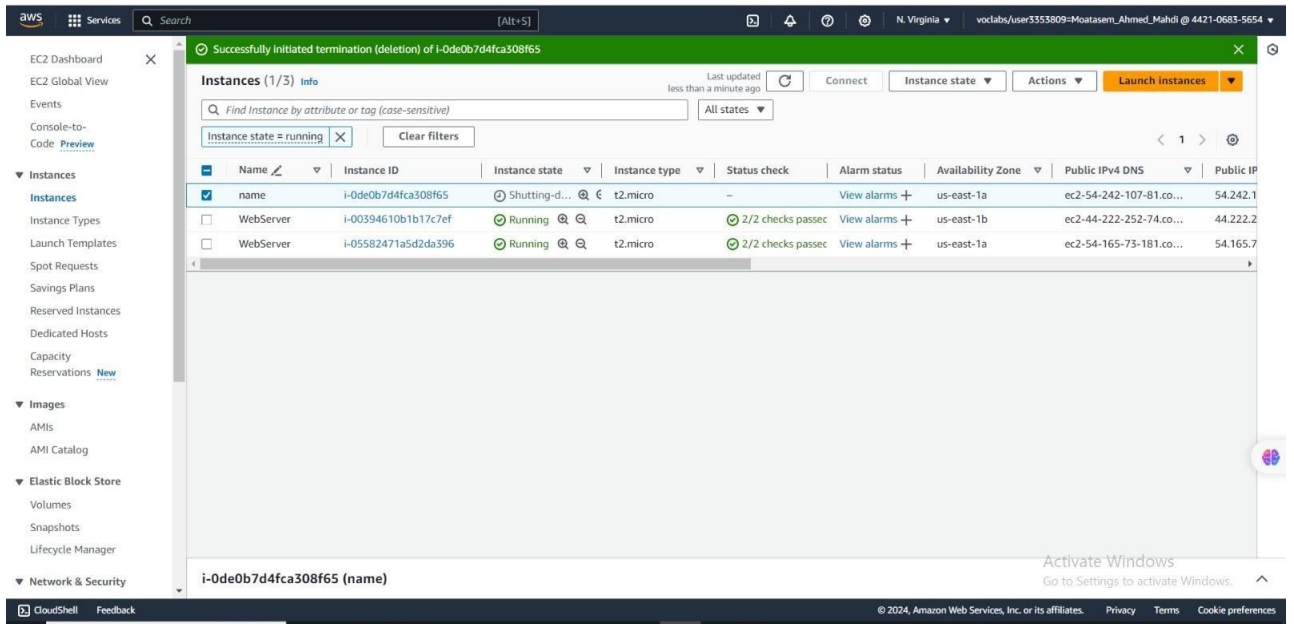 aws Services Search [Alt+S] N. Virginia voclabs/user3353809=Moatasem_Ahmed_Mahdi @ 4421-0683-5654
EC2 Dashboard
EC2 Global View
Events
Console-to-
Code Preview
Instances
Instances
Instance Types
Launch Templates
Spot Requests
Savings Plans
Reserved Instances
Dedicated Hosts
Capacity
Reservations New
Images
AMIs
AMI Catalog
Elastic Block Store
Volumes
Snapshots
Lifecycle Manager
Network & Security
Successfully initiated termination (deletion) of i-0de0b7d4fca308f65
Instances (1/3) Info
Last updated
less than a minute ago
Connect Instance state Actions Launch instances
Find Instance by attribute or tag (case-sensitive) All states
Instance state = running Clear filters
1
Name Instance ID Instance state Instance type Status check Alarm status Availability Zone Public IPv4 DNS Public IP
name i-0de0b7d4fca308f65 Shutting-d... t2.micro – View alarms + us-east-1a ec2-54-242-107-81.co... 54.242.1
WebServer i-00394610b1b17c7ef Running t2.micro 2/2 checks passec View alarms + us-east-1b ec2-44-222-252-74.co... 44.222.2
WebServer i-05582471a5d2da396 Running t2.micro 2/2 checks passec View alarms + us-east-1a ec2-54-165-73-181.co... 54.165.7
i-0de0b7d4fca308f65 (name)
Activate Windows
Go to Settings to activate Windows.
CloudShell Feedback © 2024, Amazon Web Services, Inc. or its affiliates. Privacy Terms Cookie preferences